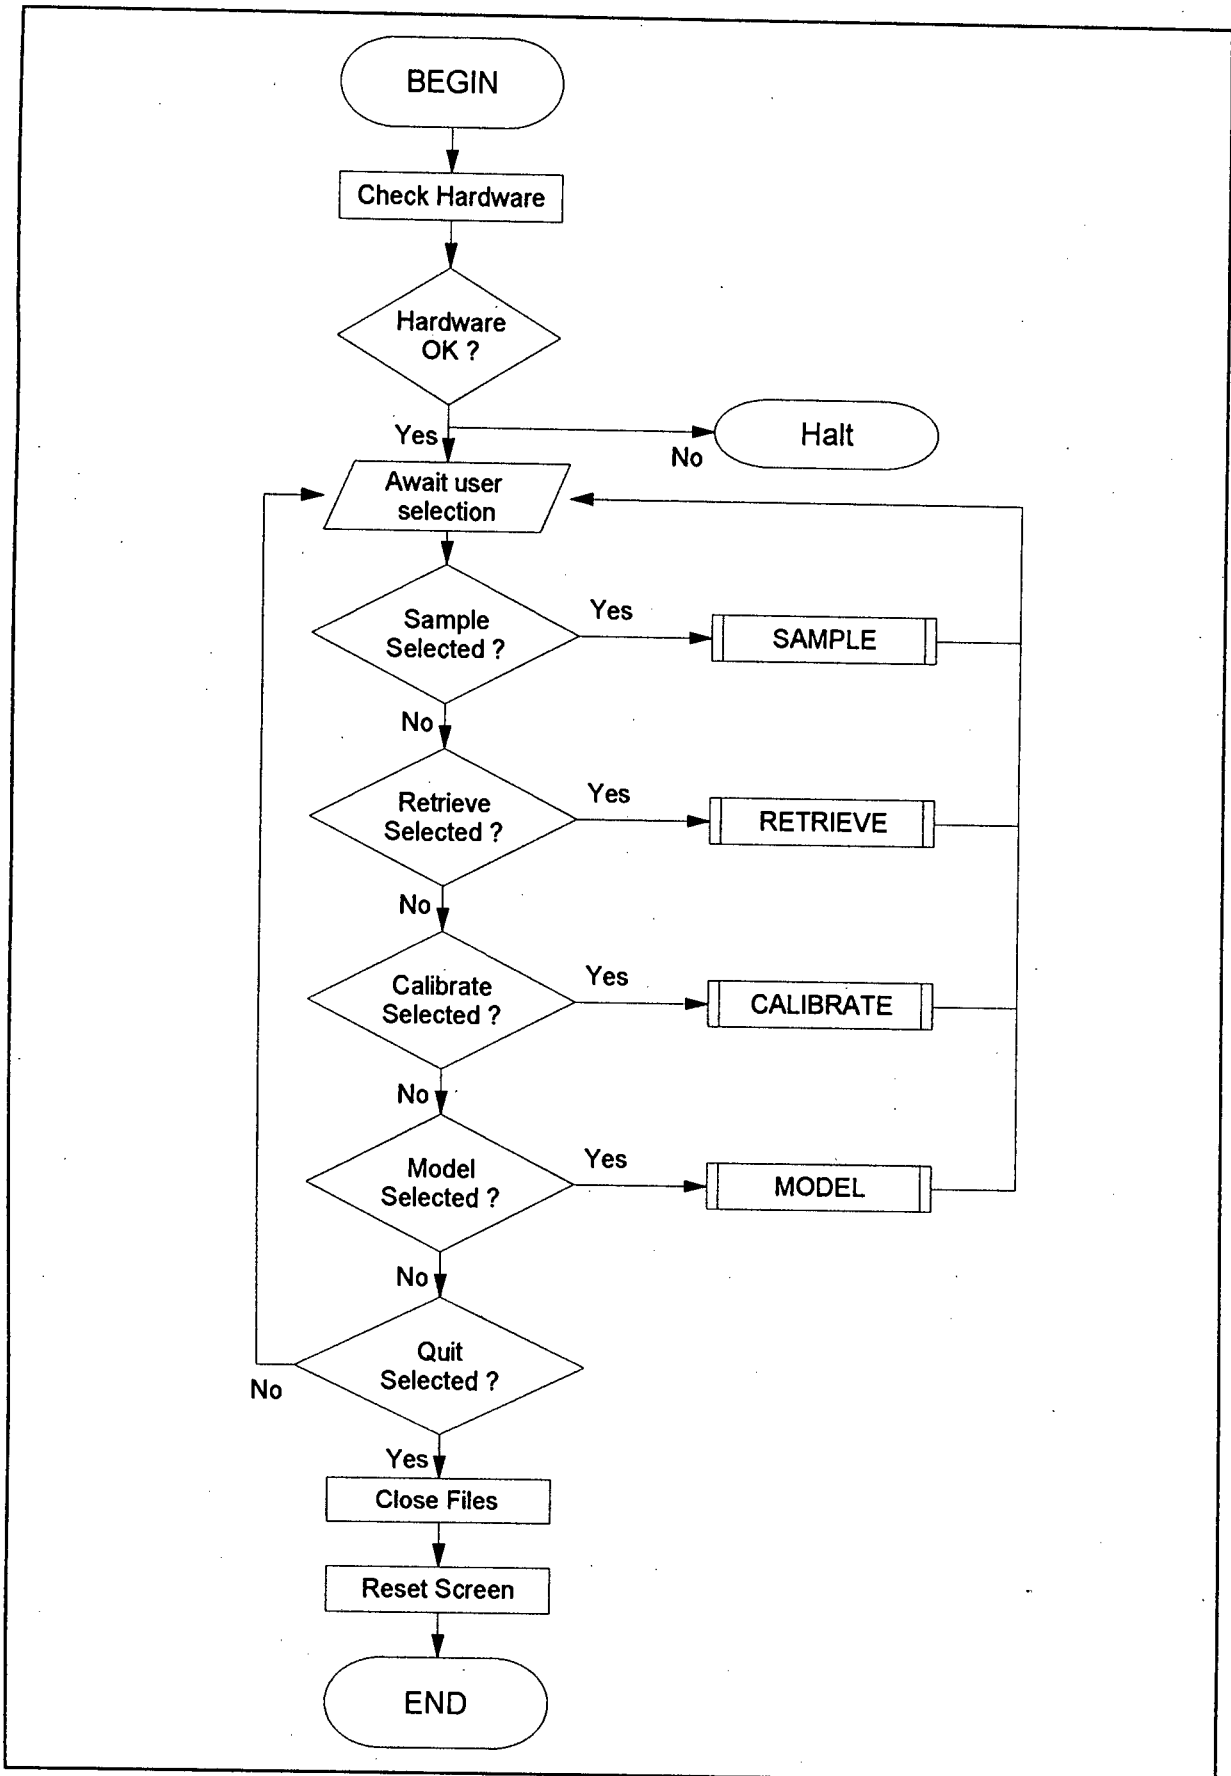 BEGIN
Check Hardware
Hardware
OK ?
Yes
No
Halt
Await user
selection
Sample
Selected ?
Yes
SAMPLE
No
Retrieve
Selected ?
Yes
RETRIEVE
No
Calibrate
Selected ?
Yes
CALIBRATE
No
Model
Selected ?
Yes
MODEL
No
Quit
Selected ?
No
Yes
Close Files
Reset Screen
END